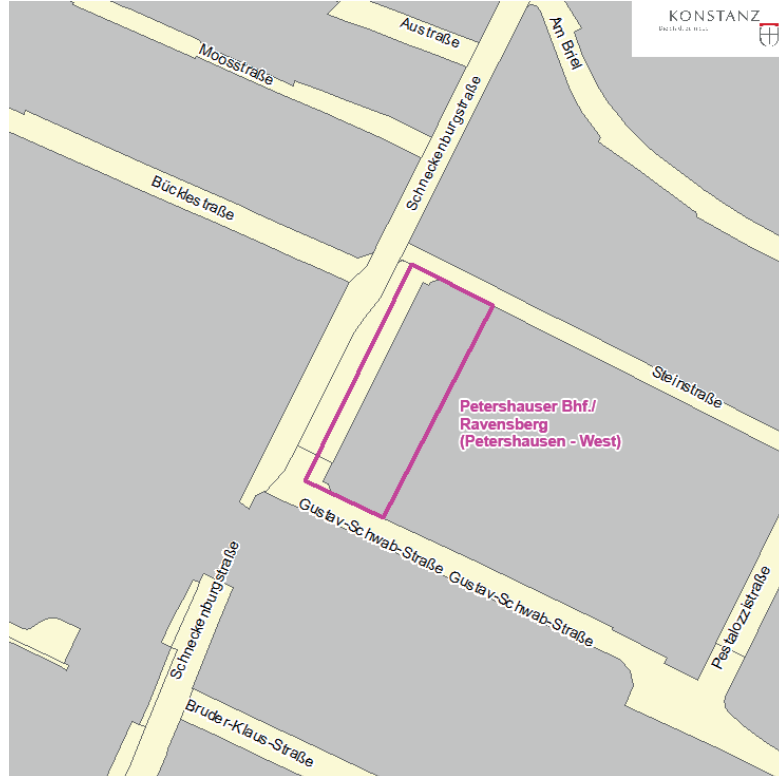 KONSTANZ
Austraße
Am Briel
Moosstraße
Schneckenburgstraße
Bücklestraße
Steinstraße
Petershauser Bhf./
Ravensberg
(Petershausen - West)
Gustav-Schwab-Straße
Gustav-Schwab-Straße
Schneckenburgstraße
Pestalozzistraße
Bruder-Klaus-Straße